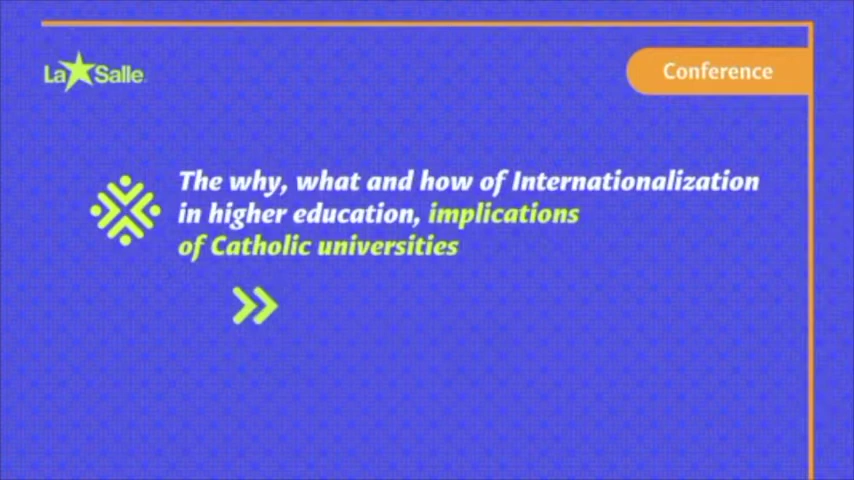 La Salle
Conference
The why, what and how of Internationalization
in higher education, implications
of Catholic universities